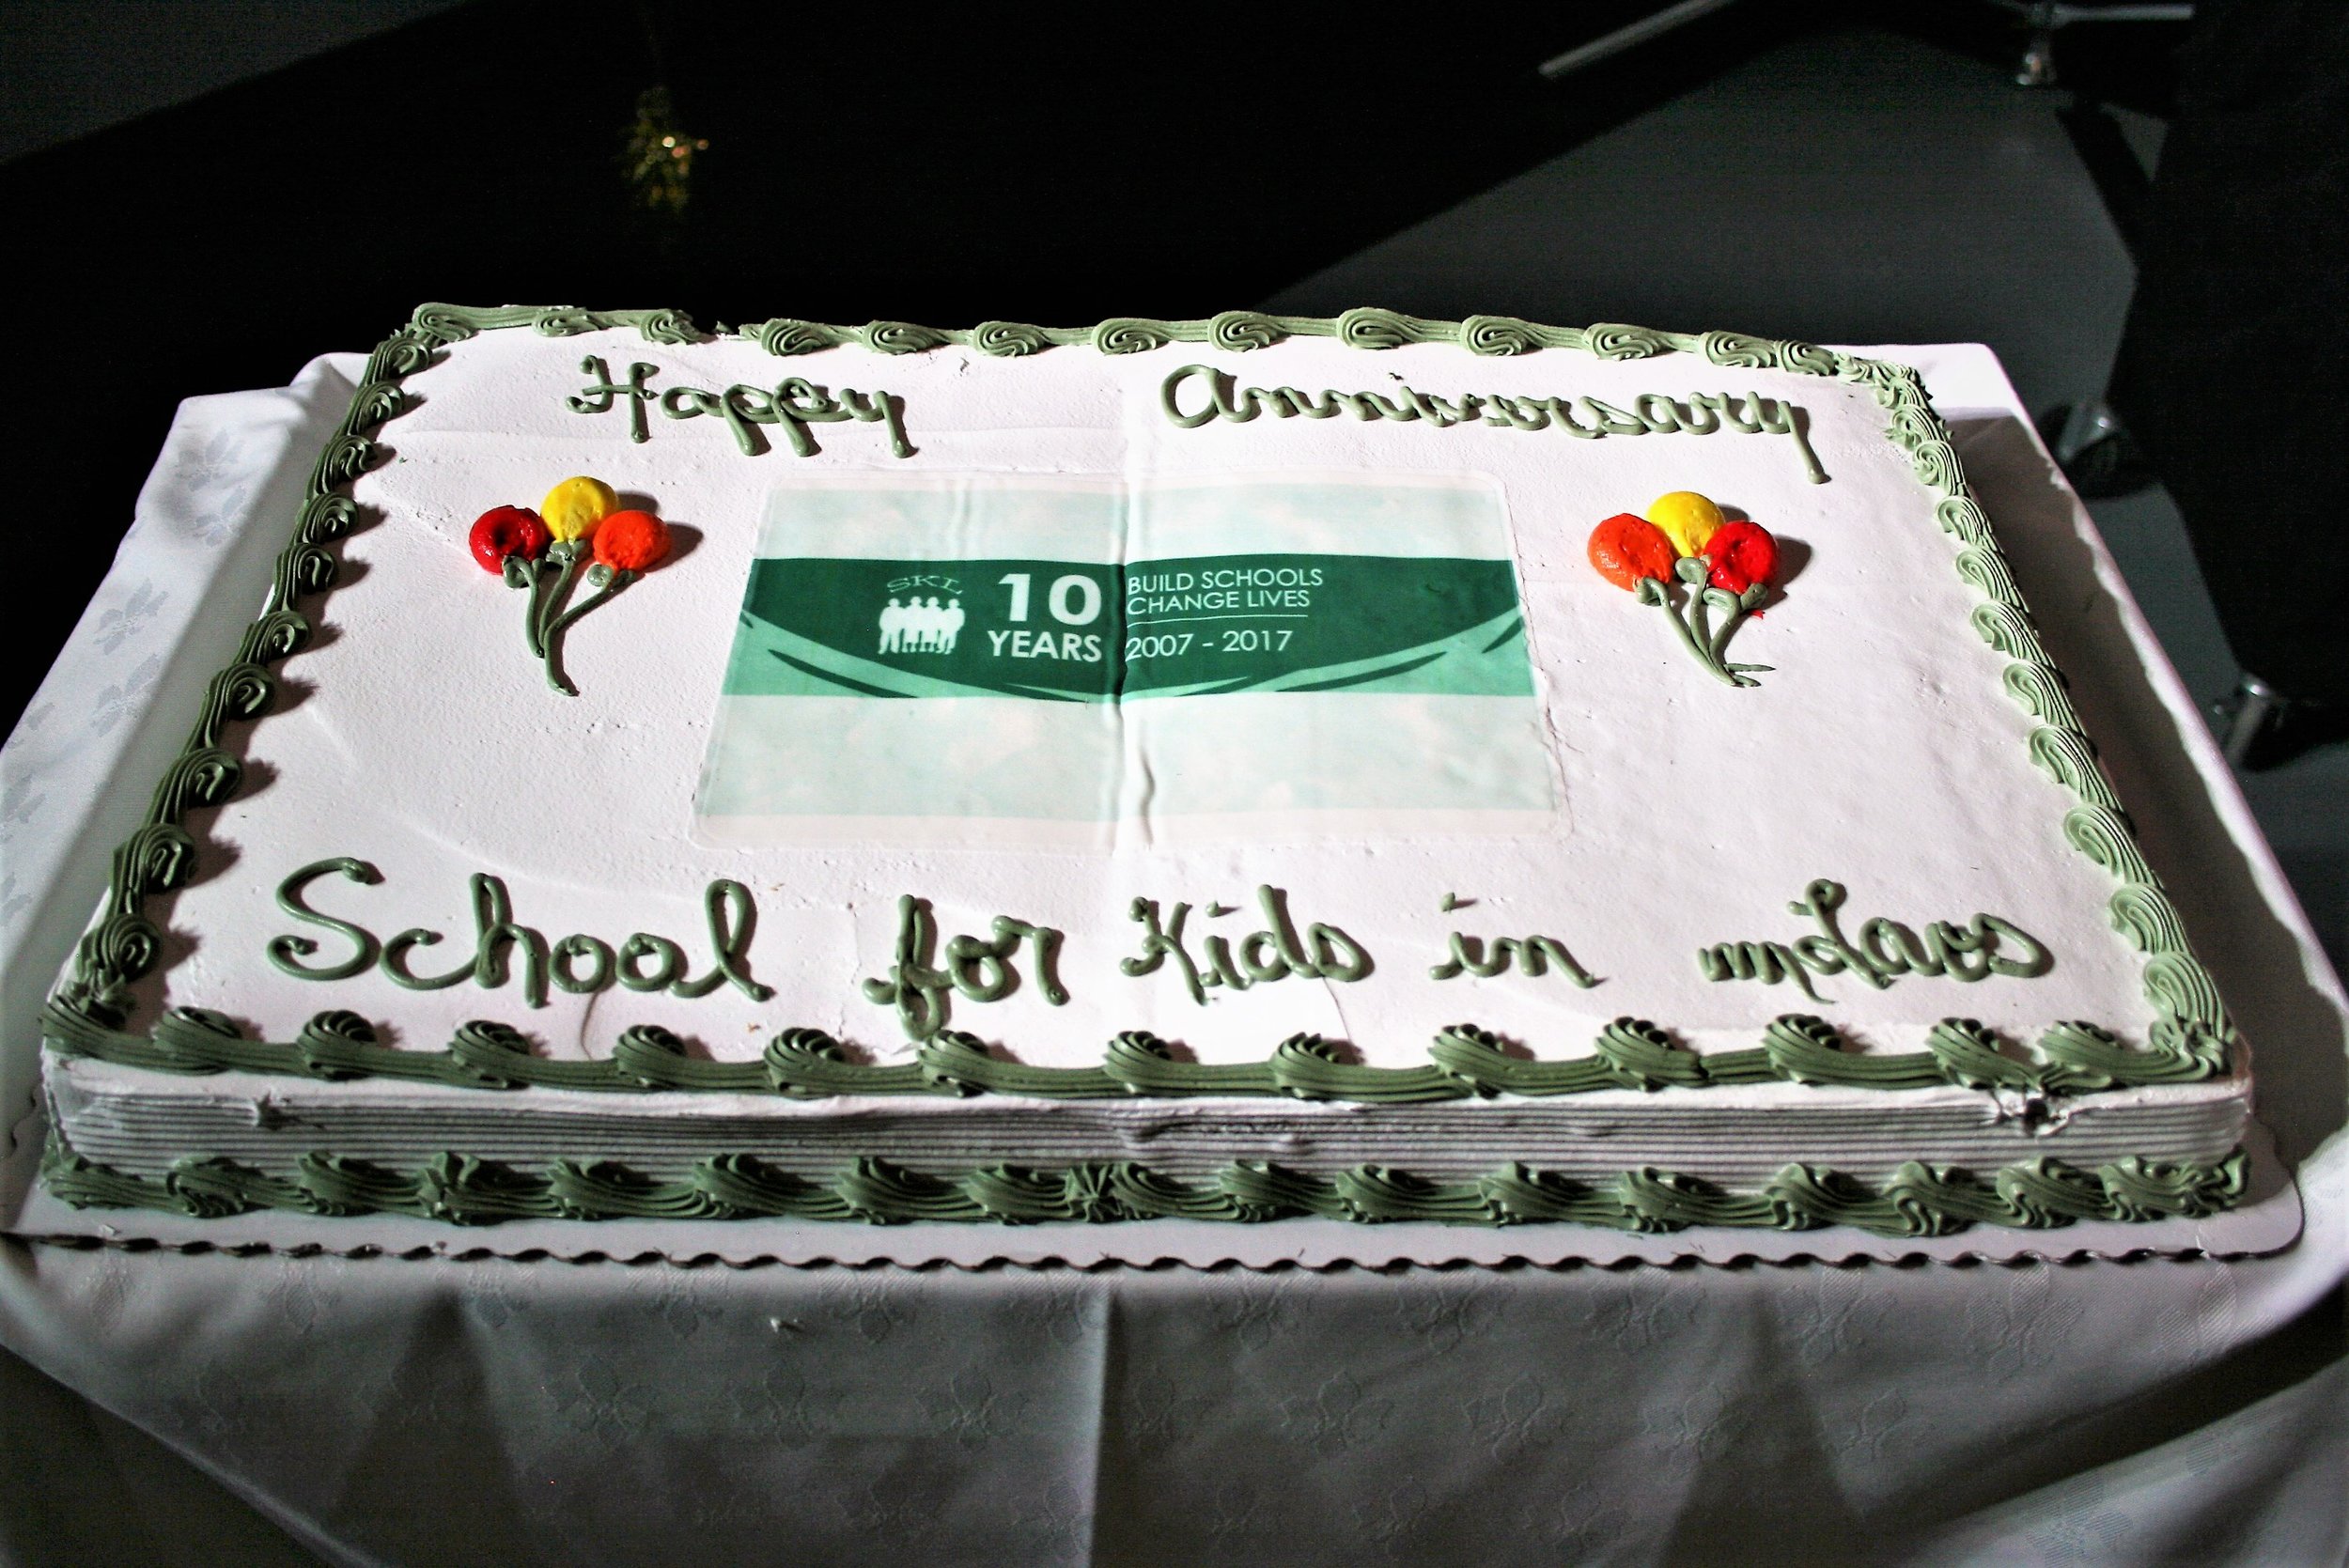 Happy Anniversary
SKL
10
YEARS
BUILD SCHOOLS
CHANGE LIVES
2007 - 2017
School for Kids in Laos